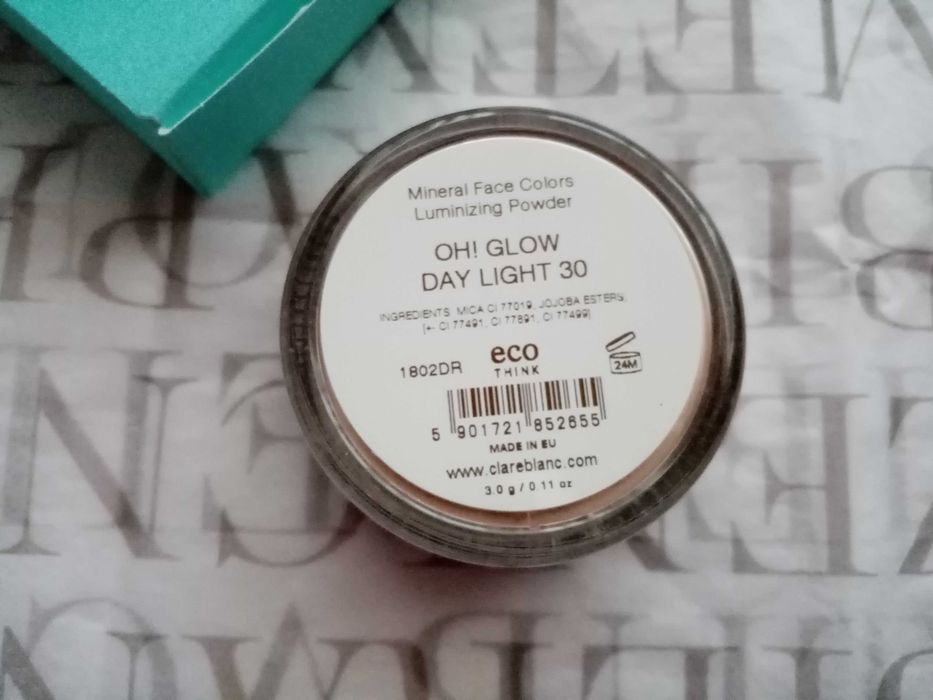 Mineral Face Colors
Luminizing Powder
OH! GLOW
DAY LIGHT 30
INGREDIENTS MICA CI 77019, JOJOBA ESTERS,
[+- CI 77491, CI 77891, CI 77499]
1802DR
eco
THINK
24M
5 901721 852655
MADE IN EU
www.clareblanc.com
3.0 g / 0.11 oz